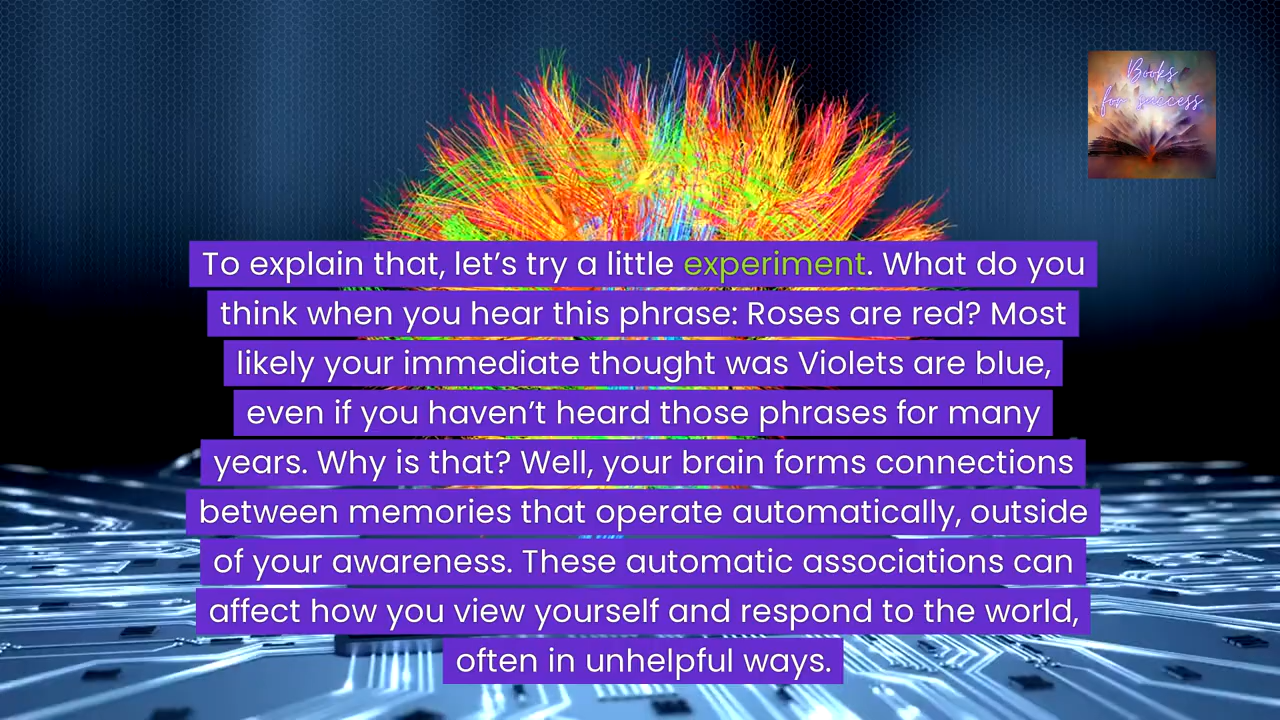 Books
for success
To explain that, let’s try a little experiment. What do you
think when you hear this phrase: Roses are red? Most
likely your immediate thought was Violets are blue,
even if you haven’t heard those phrases for many
years. Why is that? Well, your brain forms connections
between memories that operate automatically, outside
of your awareness. These automatic associations can
affect how you view yourself and respond to the world,
often in unhelpful ways.